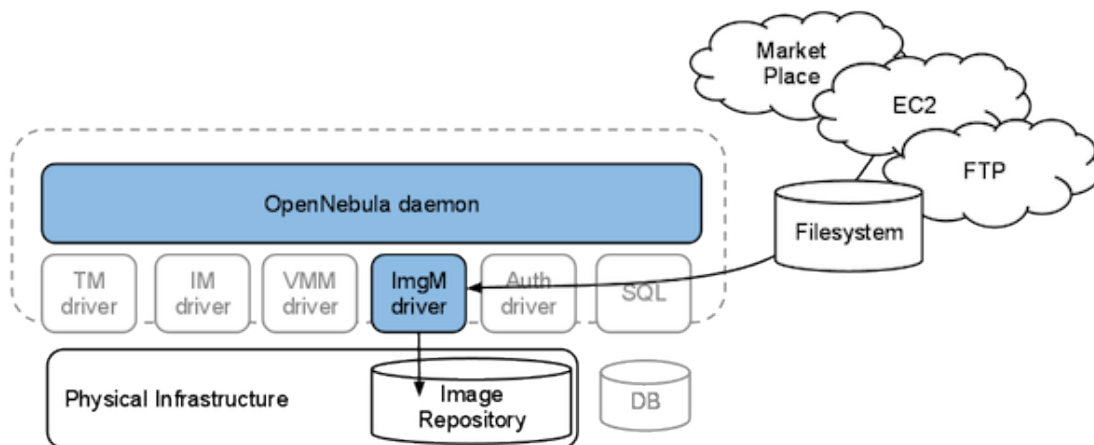 Market
Place
EC2
FTP
OpenNebula daemon
Filesystem
TM
driver
IM
driver
VMM
driver
ImgM
driver
Auth
driver
SQL
Physical Infrastructure
Image
Repository
DB